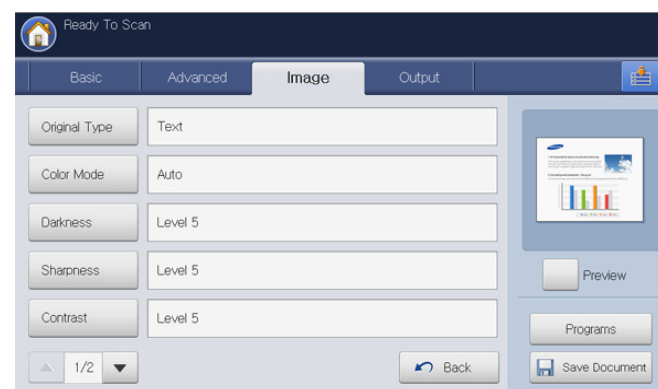 Ready To Scan
Basic Advanced Image Output
Original Type Text
Color Mode Auto
Darkness Level 5
Sharpness Level 5
Contrast Level 5
Preview
Programs
1/2 Back Save Document